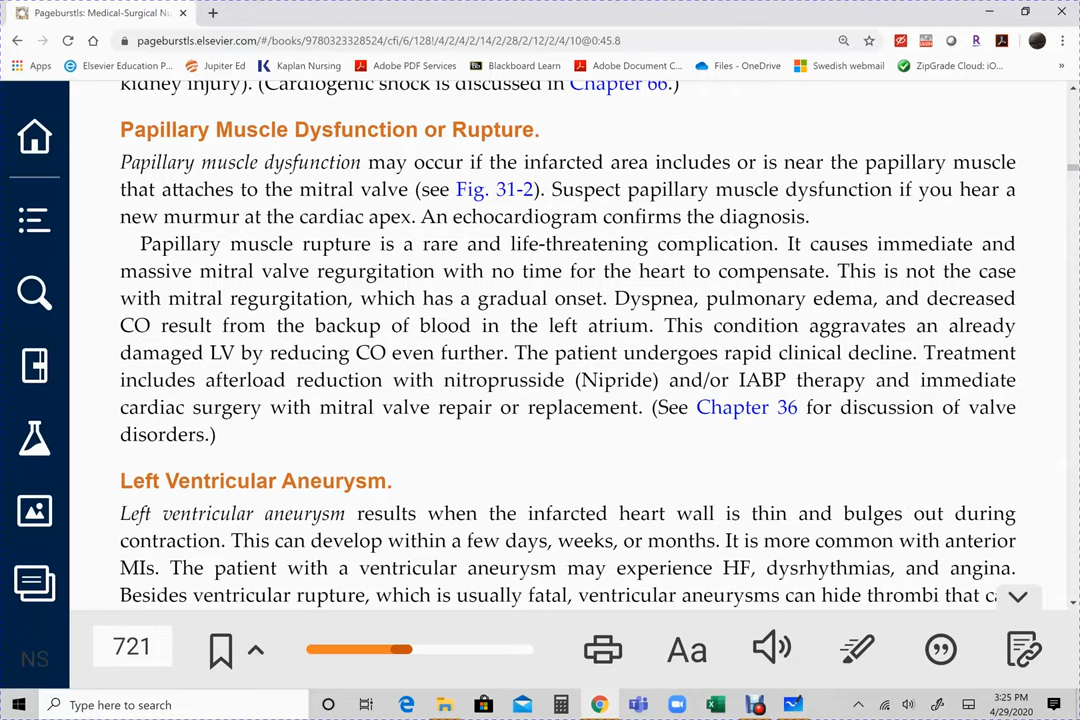 Pageburstls: Medical-Surgical Nu
pageburstls.elsevier.com/#/books/9780323328524/cfi/6/128!/4/2/4/2/14/2/28/2/12/2/4/10@0:45.8
Apps Elsevier Education P... Jupiter Ed Kaplan Nursing Adobe PDF Services Bb Blackboard Learn Adobe Document C... Files - OneDrive Swedish webmail ZipGrade Cloud: iO... »
kidney injury). (Cardiogenic shock is discussed in Chapter 66.)
Papillary Muscle Dysfunction or Rupture.
Papillary muscle dysfunction may occur if the infarcted area includes or is near the papillary muscle
that attaches to the mitral valve (see Fig. 31-2). Suspect papillary muscle dysfunction if you hear a
new murmur at the cardiac apex. An echocardiogram confirms the diagnosis.
Papillary muscle rupture is a rare and life-threatening complication. It causes immediate and
massive mitral valve regurgitation with no time for the heart to compensate. This is not the case
with mitral regurgitation, which has a gradual onset. Dyspnea, pulmonary edema, and decreased
CO result from the backup of blood in the left atrium. This condition aggravates an already
damaged LV by reducing CO even further. The patient undergoes rapid clinical decline. Treatment
includes afterload reduction with nitroprusside (Nipride) and/or IABP therapy and immediate
cardiac surgery with mitral valve repair or replacement. (See Chapter 36 for discussion of valve
disorders.)
Left Ventricular Aneurysm.
Left ventricular aneurysm results when the infarcted heart wall is thin and bulges out during
contraction. This can develop within a few days, weeks, or months. It is more common with anterior
MIs. The patient with a ventricular aneurysm may experience HF, dysrhythmias, and angina.
Besides ventricular rupture, which is usually fatal, ventricular aneurysms can hide thrombi that
NS
721
Aa
Type here to search
3:25 PM
4/29/2020